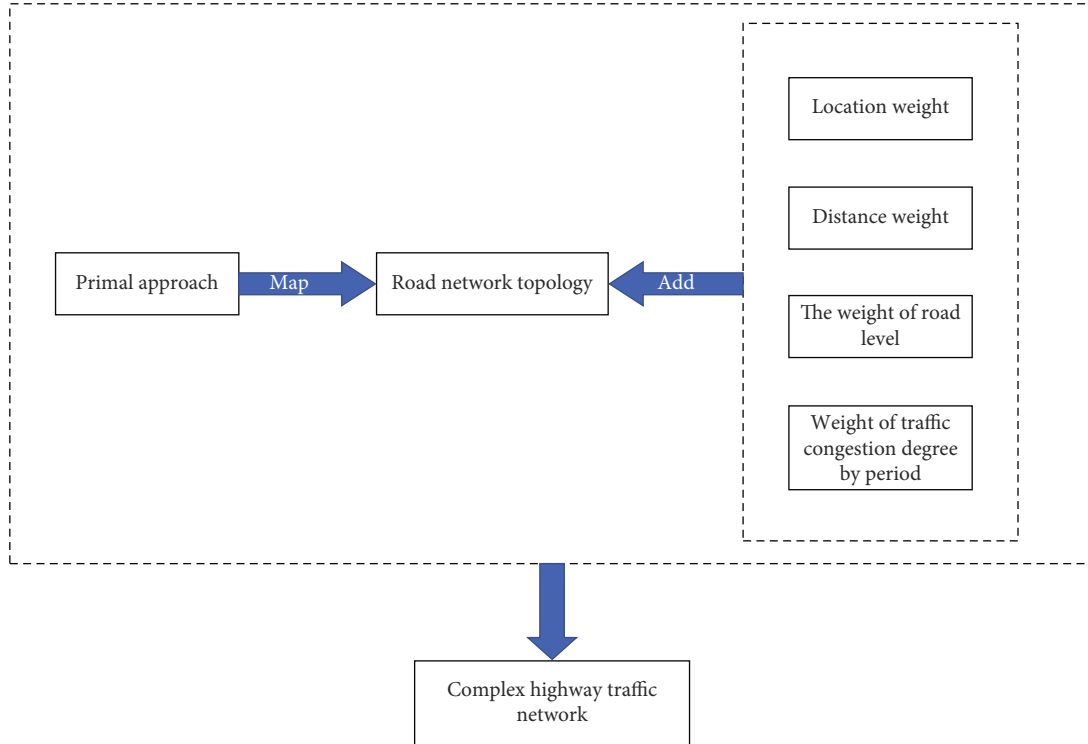 Location weight
Distance weight
Primal approach
Map
Road network topology
Add
The weight of road
level
Weight of traffic
congestion degree
by period
Complex highway traffic
network